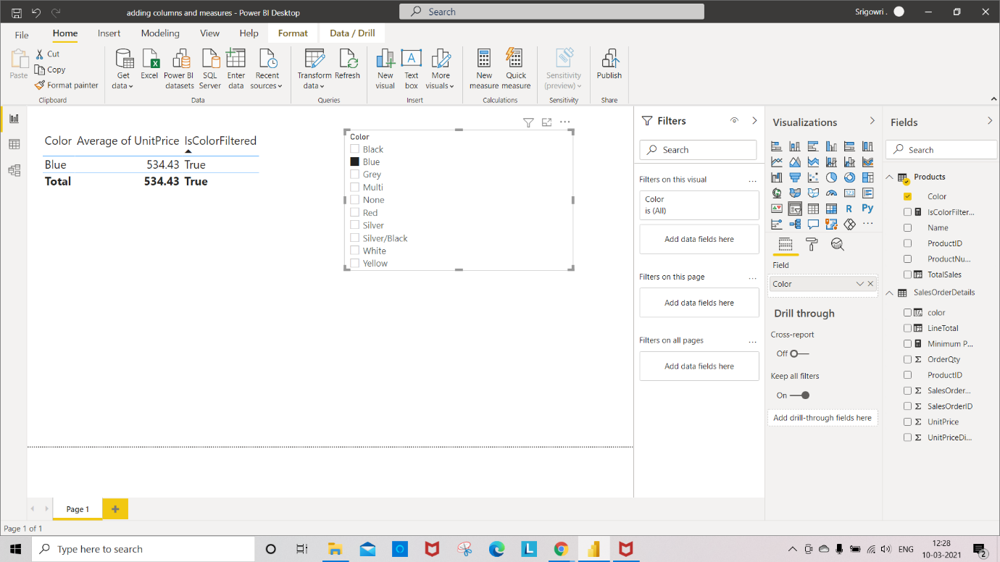 adding columns and measures - Power BI Desktop
Search
Srigowri .
File Home Insert Modeling View Help Format Data / Drill
Paste
Cut
Copy
Format painter
Clipboard
Get data
Excel
Power BI datasets
SQL Server
Enter data
Recent sources
Data
Transform data
Refresh
Queries
New visual
Text box
More visuals
Insert
New measure
Quick measure
Calculations
Sensitivity (preview)
Sensitivity
Publish
Share
Color Average of UnitPrice IsColorFiltered
Blue 534.43 True
Total 534.43 True
Color
Black
Blue
Grey
Multi
None
Red
Silver
Silver/Black
White
Yellow
Filters
Search
Filters on this visual ...
Color
is (All)
Add data fields here
Filters on this page ...
Add data fields here
Filters on all pages ...
Add data fields here
Visualizations
R
Py
123
...
Field
Color
Drill through
Cross-report
Off
Keep all filters
On
Add drill-through fields here
Fields
Search
Products
Color
IsColorFilter...
Name
ProductID
ProductNu...
TotalSales
SalesOrderDetails
color
LineTotal
Minimum P...
OrderQty
ProductID
SalesOrder...
SalesOrderID
UnitPrice
UnitPriceDi...
Page 1
Page 1 of 1
Type here to search
L
ENG
12:28
10-03-2021
2